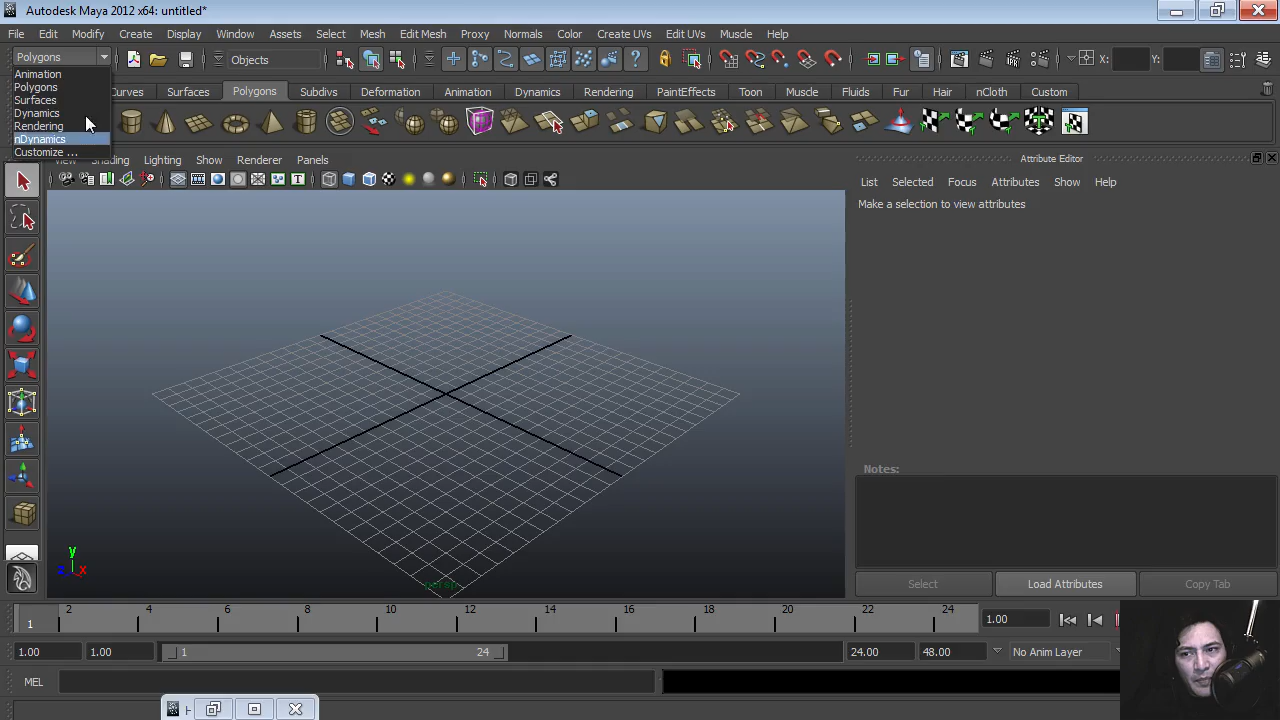 Autodesk Maya 2012 x64: untitled*
File Edit Modify Create Display Window Assets Select Mesh Edit Mesh Proxy Normals Color Create UVs Edit UVs Muscle Help
Polygons Objects X: Y:
Animation
Polygons
Surfaces
Dynamics
Rendering
nDynamics
Customize ...
Curves Surfaces Polygons Subdivs Deformation Animation Dynamics Rendering PaintEffects Toon Muscle Fluids Fur Hair nCloth Custom
View Shading Lighting Show Renderer Panels
Attribute Editor
List Selected Focus Attributes Show Help
Make a selection to view attributes
Notes:
persp
y
z x
Select Load Attributes Copy Tab
1 2 4 6 8 10 12 14 16 18 20 22 24 1.00
1.00 1.00 1 24 24.00 48.00 No Anim Layer
MEL